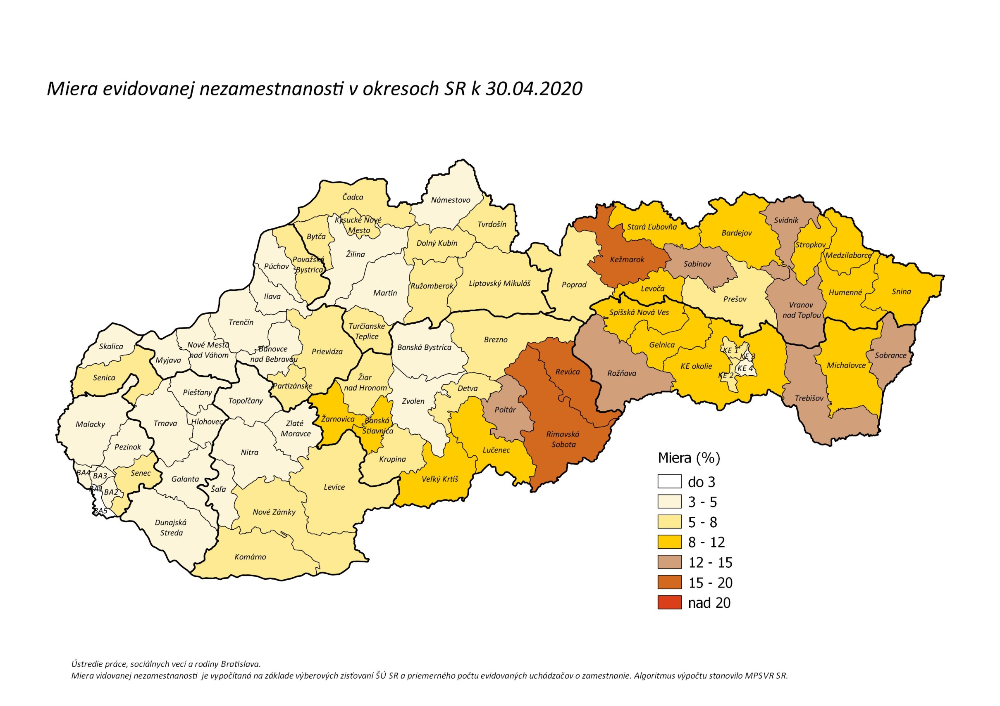 Miera evidovanej nezamestnanosti v okresoch SR k 30.04.2020
Čadca
Námestovo
Kysucké Nové
Mesto
Tvrdošín
Bytča
Dolný Kubín
Žilina
Považská
Bystrica
Púchov
Ilava
Martin
Ružomberok
Liptovský Mikuláš
Poprad
Kežmarok
Stará Ľubovňa
Sabinov
Levoča
Bardejov
Svidník
Stropkov
Medzilaborce
Humenné
Snina
Prešov
Vranov
nad Topľou
Spišská Nová Ves
Gelnica
KE okolie
KE 1
KE 3
KE 4
KE 2
Rožňava
Michalovce
Sobrance
Trebišov
Trenčín
Turčianske
Teplice
Prievidza
Bánovce
nad Bebravou
Nové Mesto
nad Váhom
Myjava
Skalica
Senica
Partizánske
Banská Bystrica
Brezno
Žiar
nad Hronom
Zvolen
Detva
Revúca
Poltár
Rimavská
Sobota
Lučenec
Veľký Krtíš
Krupina
Banská
Štiavnica
Žarnovica
Piešťany
Topoľčany
Hlohovec
Trnava
Malacky
Pezinok
Zlaté
Moravce
Nitra
Senec
Galanta
Šaľa
Levice
Nové Zámky
Komárno
Dunajská
Streda
BA4
BA3
BA1
BA2
BA5
Miera (%)
do 3
3 - 5
5 - 8
8 - 12
12 - 15
15 - 20
nad 20
Ústredie práce, sociálnych vecí a rodiny Bratislava.
Miera vidovanej nezamestnanosti je vypočítaná na základe výberových zisťovaní ŠÚ SR a priemerného počtu evidovaných uchádzačov o zamestnanie. Algoritmus výpočtu stanovilo MPSVR SR.